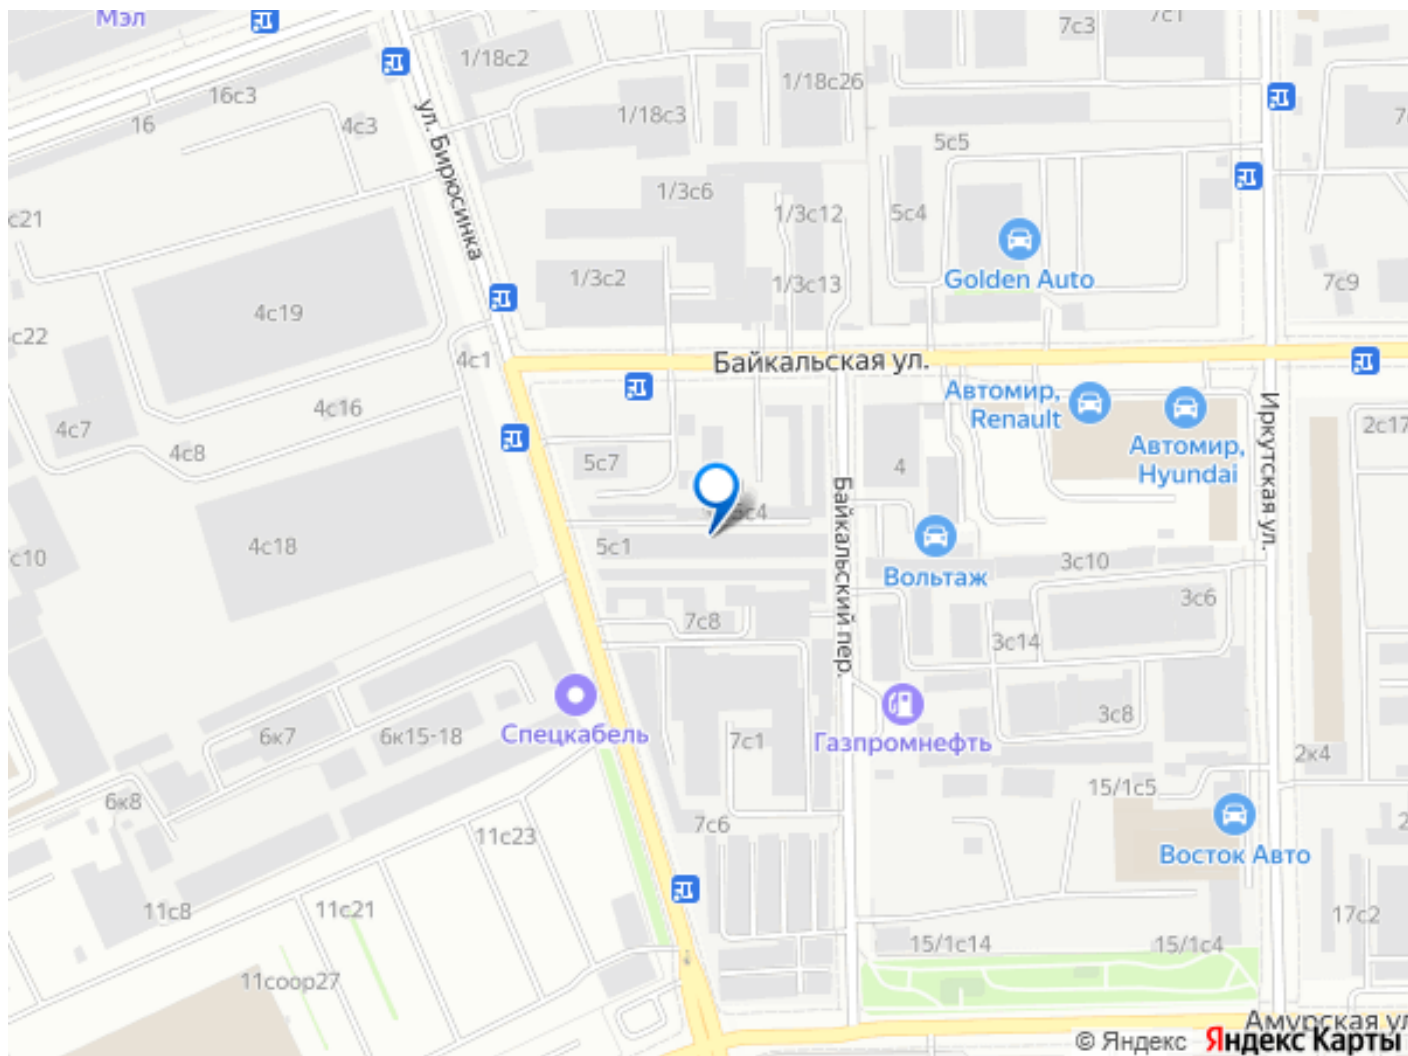 Мэл
7с3
7с1
1/18с2
1/18с26
16с3
16
4с3
1/18с3
ул. Бирюсинка
5с5
1/3с6
1/3с12
5с4
с21
Golden Auto
1/3с2
1/3с13
7с9
4с19
с22
4с1
Байкальская ул.
Автомир,
Renault
Автомир,
Hyundai
Иркутская ул.
4с16
4с7
4с8
2с17
5с7
4
Байкальский пер.
5с4
4с18
5с1
Вольтаж
3с10
с10
3с6
7с8
3с14
Спецкабель
6к7
6к15-18
7с1
Газпромнефть
3с8
2к4
6к8
15/1с5
7с6
11с23
Восток Авто
11с8
11с21
17с2
15/1с14
15/1с4
11соор27
Амурская ул
© Яндекс Яндекс Карты